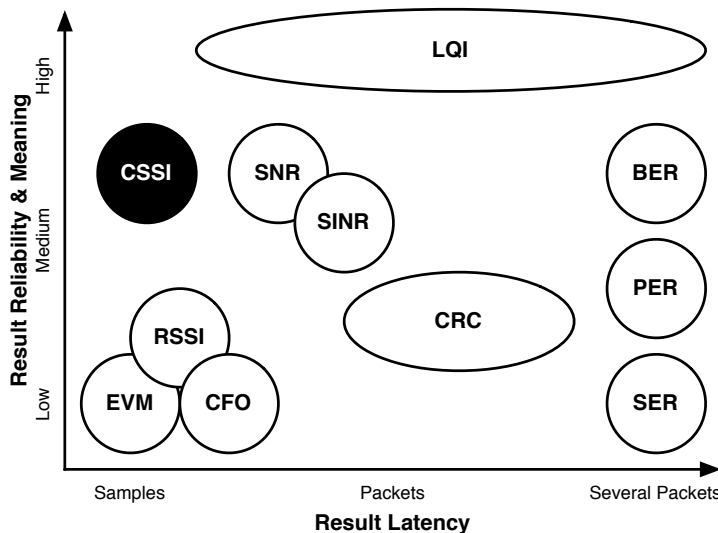 LQI
High
CSSI
SNR
BER
SINR
Result Reliability & Meaning
Medium
PER
CRC
RSSI
EVM
CFO
SER
Low
Samples
Packets
Several Packets
Result Latency